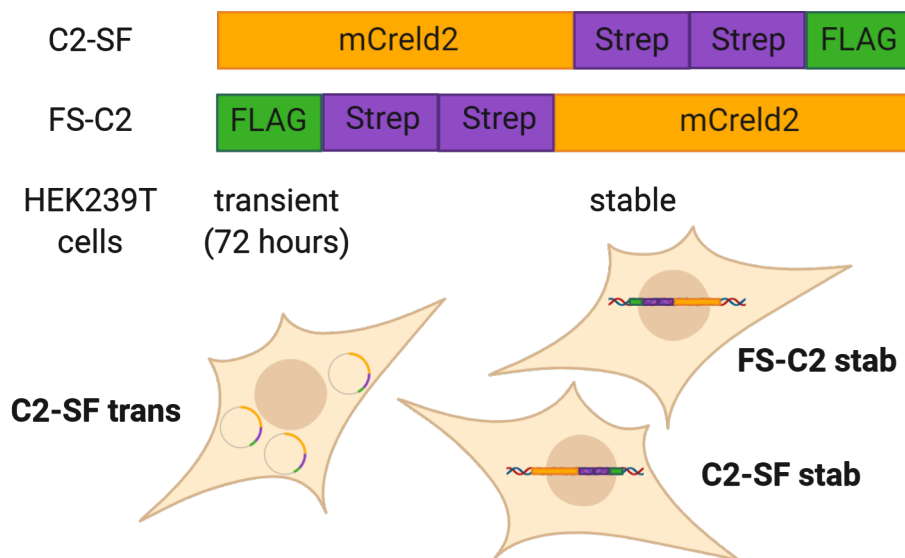 C2-SF mCreld2 Strep Strep FLAG
FS-C2 FLAG Strep Strep mCreld2
HEK239T transient stable
cells (72 hours)
FS-C2 stab
C2-SF trans
C2-SF stab